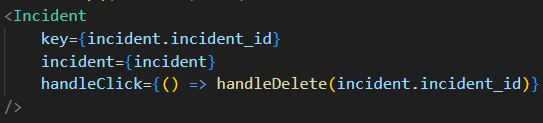 <Incident
key={incident.incident_id}
incident={incident}
handleClick={() => handleDelete(incident.incident_id)}
/>